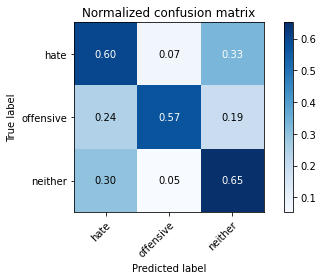 Normalized confusion matrix
True label
hate 0.60 0.07 0.33
offensive 0.24 0.57 0.19
neither 0.30 0.05 0.65
hate offensive neither
Predicted label
0.6
0.5
0.4
0.3
0.2
0.1